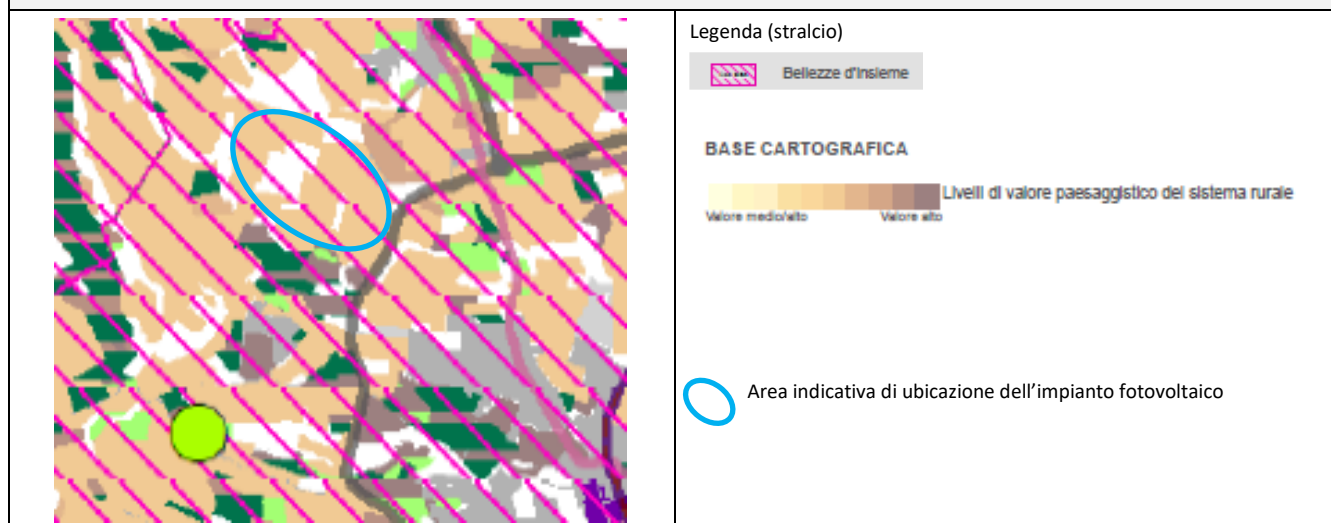 Legenda (stralcio)
Bellezze d'Insieme
BASE CARTOGRAFICA
Livelli di valore paesaggistico del sistema rurale
Valore medio/alto Valore alto
Area indicativa di ubicazione dell'impianto fotovoltaico